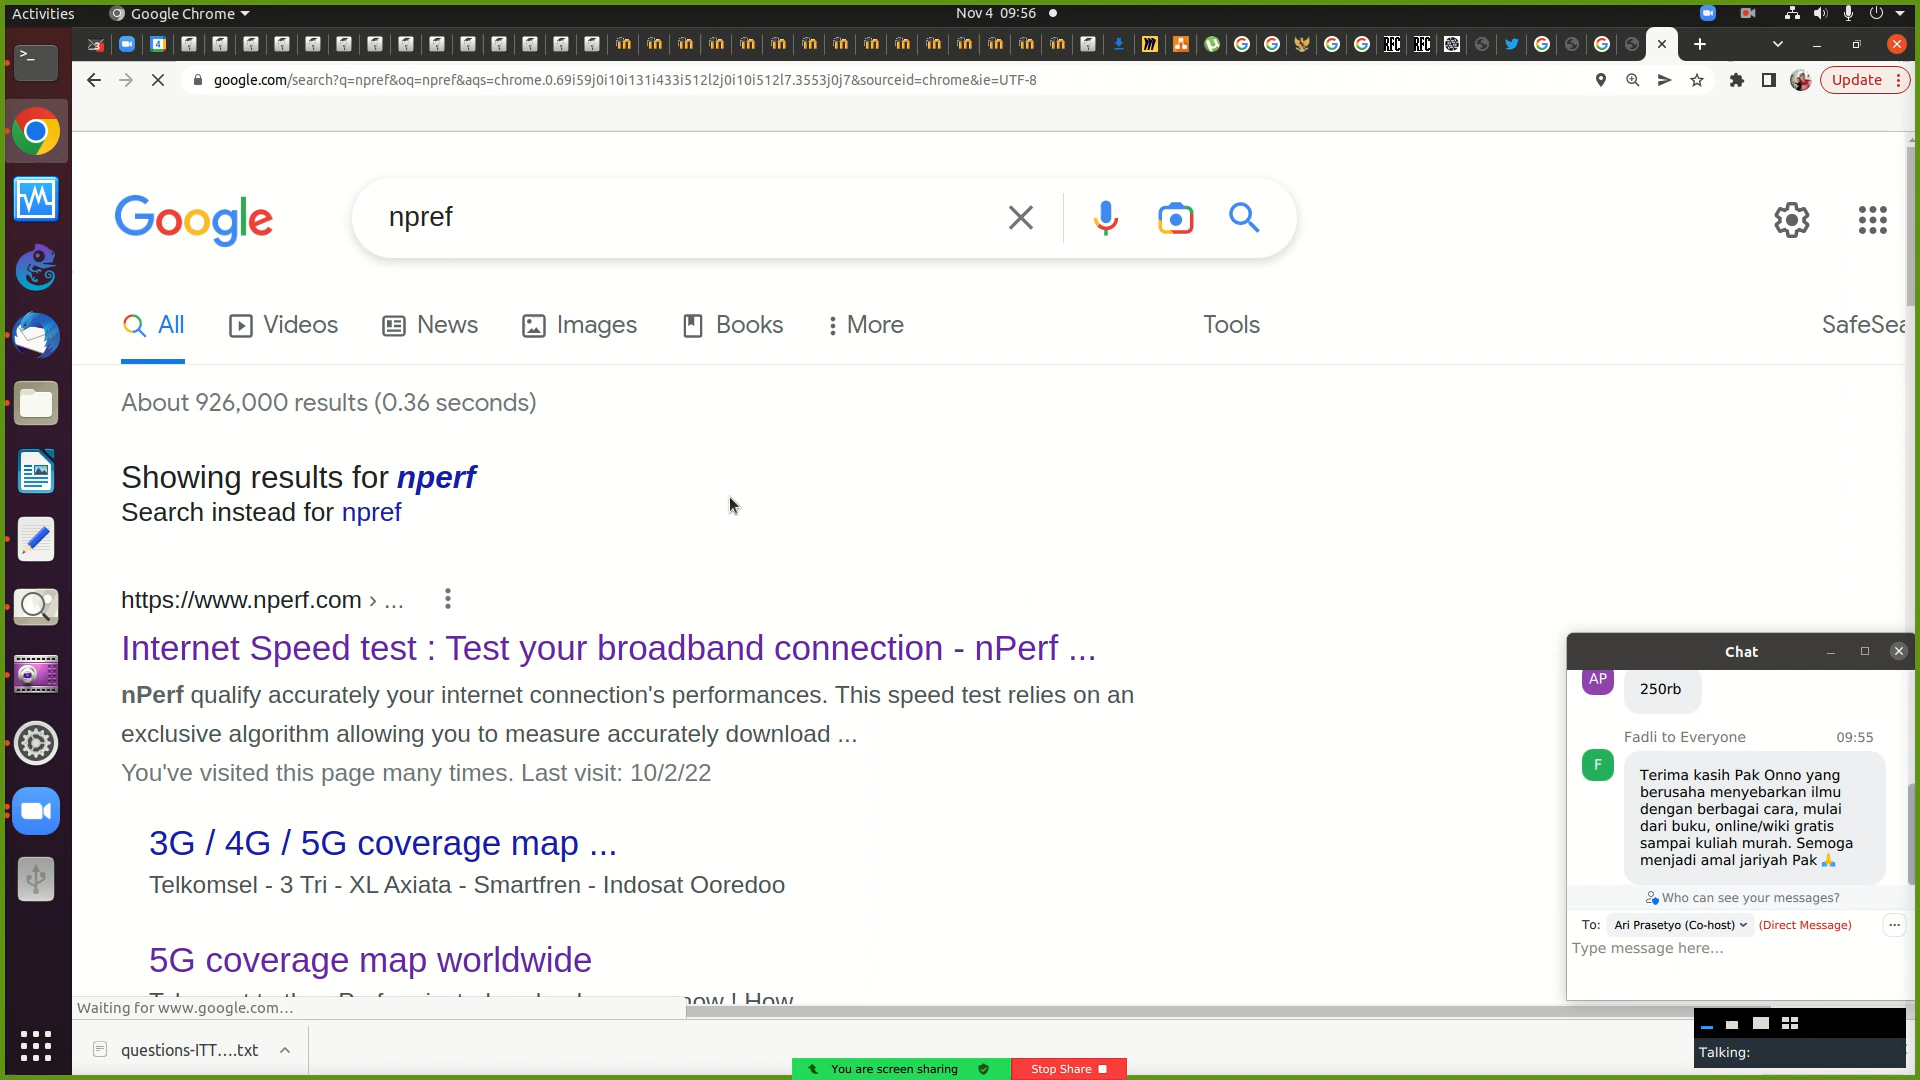 Activities
Google Chrome
Nov 4 09:56
google.com/search?q=npref&oq=npref&aqs=chrome.0.69i59j0i10i131i433i512l2j0i10i512l7.3553j0j7&sourceid=chrome&ie=UTF-8
Update
Google
npref
All
Videos
News
Images
Books
More
Tools
SafeSea
About 926,000 results (0.36 seconds)
Showing results for nperf
Search instead for npref
https://www.nperf.com › ...
Internet Speed test : Test your broadband connection - nPerf ...
nPerf qualify accurately your internet connection's performances. This speed test relies on an
exclusive algorithm allowing you to measure accurately download ...
You've visited this page many times. Last visit: 10/2/22
3G / 4G / 5G coverage map ...
Telkomsel - 3 Tri - XL Axiata - Smartfren - Indosat Ooredoo
5G coverage map worldwide
Waiting for www.google.com...
questions-ITT....txt
Chat
AP
250rb
Fadli to Everyone
09:55
F
Terima kasih Pak Onno yang
berusaha menyebarkan ilmu
dengan berbagai cara, mulai
dari buku, online/wiki gratis
sampai kuliah murah. Semoga
menjadi amal jariyah Pak 🙏
Who can see your messages?
To: Ari Prasetyo (Co-host) (Direct Message)
Type message here...
Talking:
You are screen sharing
Stop Share